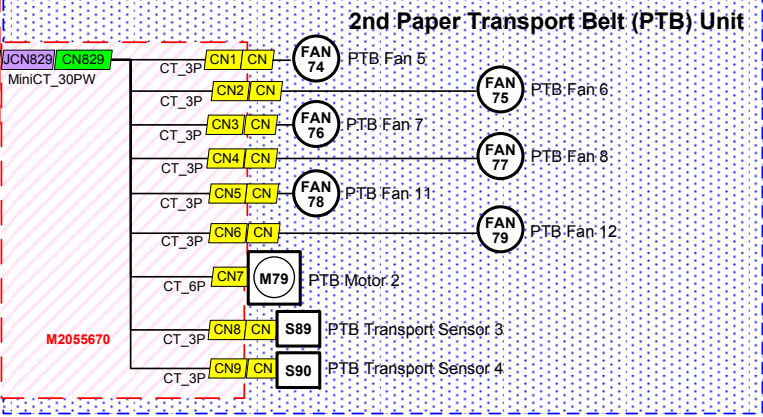 2nd Paper Transport Belt (PTB) Unit
JCN829 CN829
MiniCT_30PW
CT_3P CN1 CN FAN 74 PTB Fan 5
CT_3P CN2 CN FAN 75 PTB Fan 6
CT_3P CN3 CN FAN 76 PTB Fan 7
CT_3P CN4 CN FAN 77 PTB Fan 8
CT_3P CN5 CN FAN 78 PTB Fan 11
CT_3P CN6 CN FAN 79 PTB Fan 12
CT_6P CN7 M79 PTB Motor 2
CT_3P CN8 CN S89 PTB Transport Sensor 3
M2055670
CT_3P CN9 CN S90 PTB Transport Sensor 4